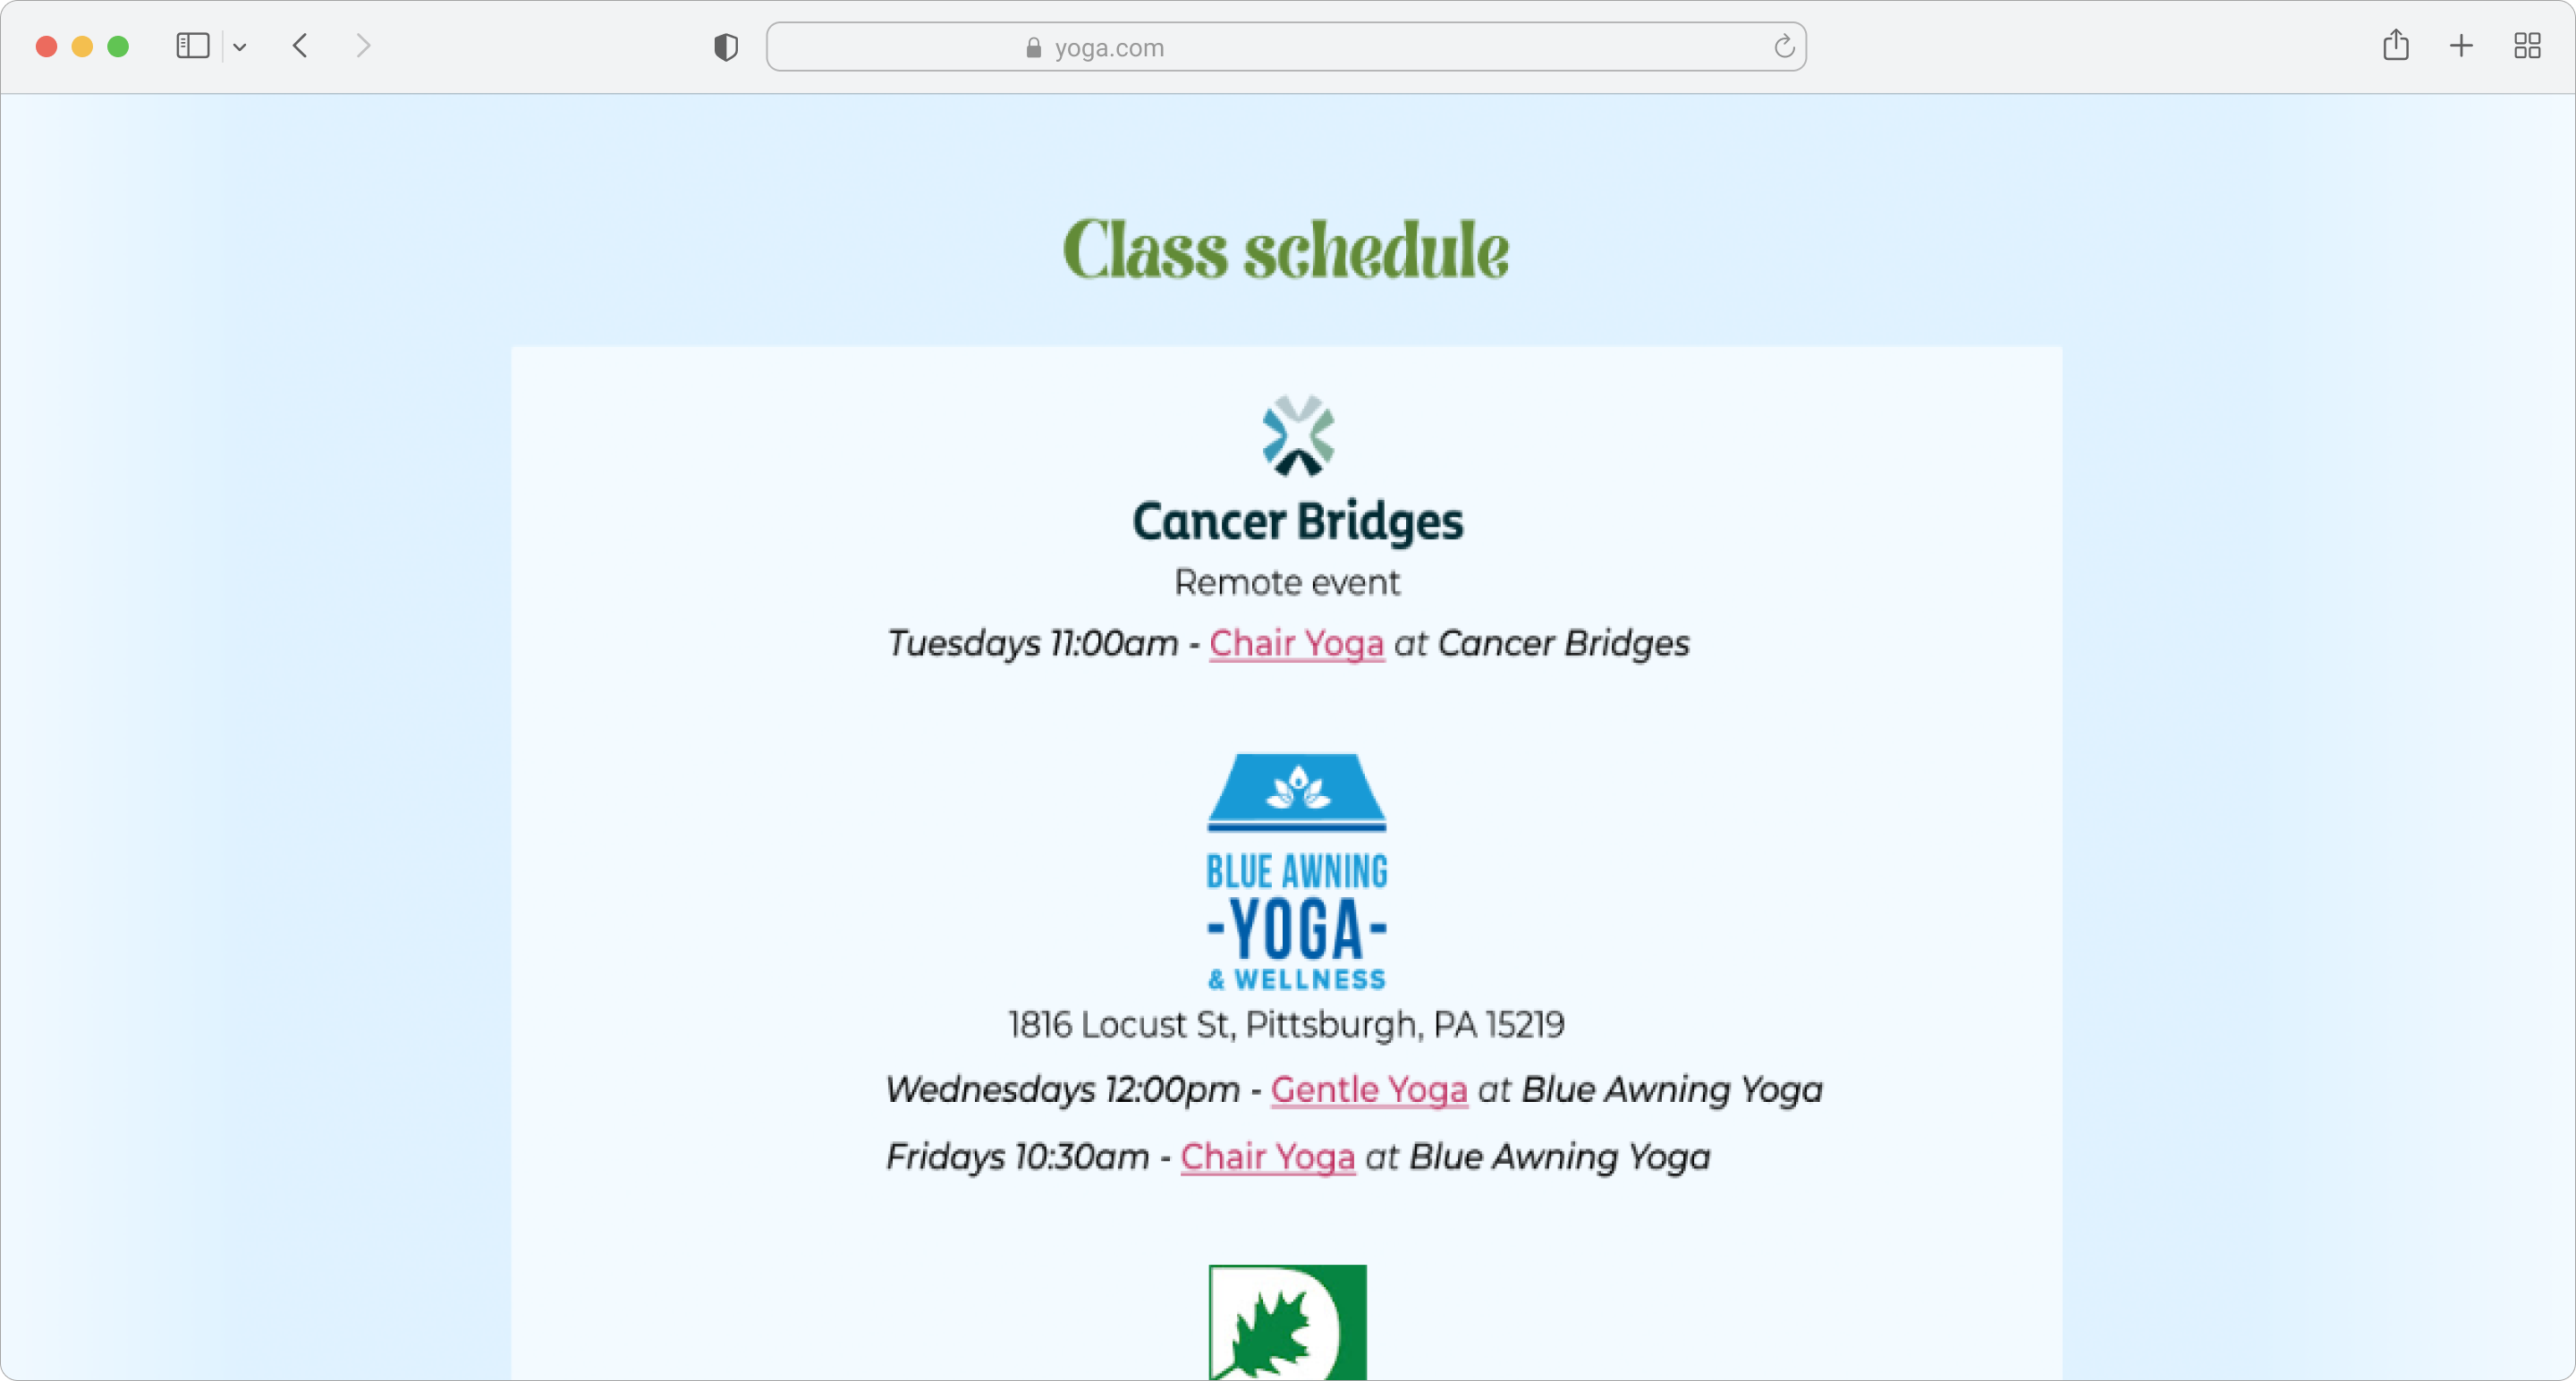 yoga.com
Class schedule
Cancer Bridges
Remote event
Tuesdays 11:00am - Chair Yoga at Cancer Bridges
BLUE AWNING
-YOGA-
& WELLNESS
1816 Locust St, Pittsburgh, PA 15219
Wednesdays 12:00pm - Gentle Yoga at Blue Awning Yoga
Fridays 10:30am - Chair Yoga at Blue Awning Yoga